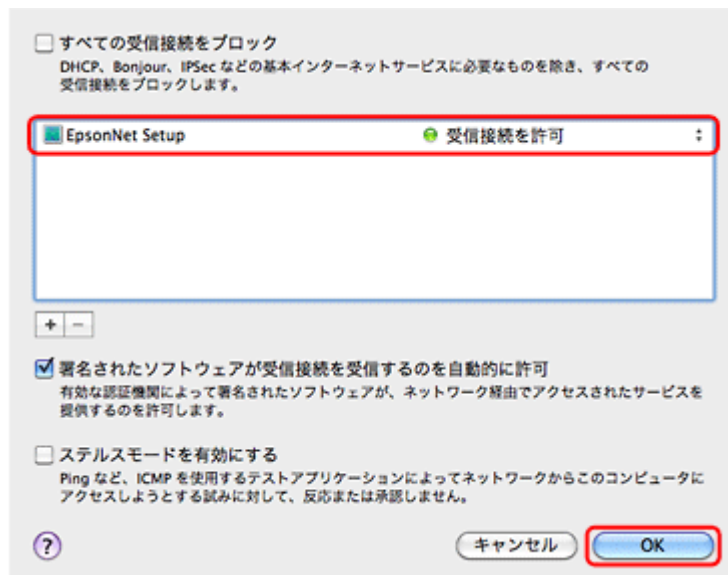 すべての受信接続をブロック
DHCP、Bonjour、IPSec などの基本インターネットサービスに必要なものを除き、すべての
受信接続をブロックします。
EpsonNet Setup 受信接続を許可
+ −
署名されたソフトウェアが受信接続を受信するのを自動的に許可
有効な認証機関によって署名されたソフトウェアが、ネットワーク経由でアクセスされたサービスを
提供するのを許可します。
ステルスモードを有効にする
Ping など、ICMP を使用するテストアプリケーションによってネットワークからこのコンピュータに
アクセスしようとする試みに対して、反応または承認しません。
? キャンセル OK